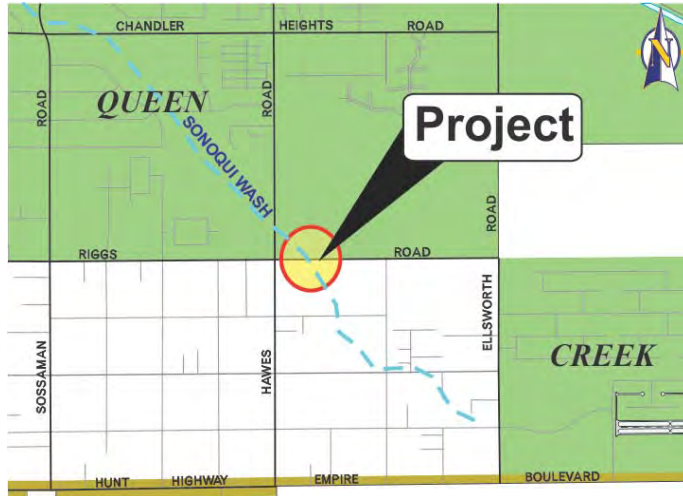 CHANDLER HEIGHTS ROAD
N
QUEEN
ROAD
ROAD
SONOQUI WASH
Project
ROAD
RIGGS ROAD
SOSSAMAN
HAWES
ELLSWORTH
CREEK
HUNT HIGHWAY EMPIRE BOULEVARD